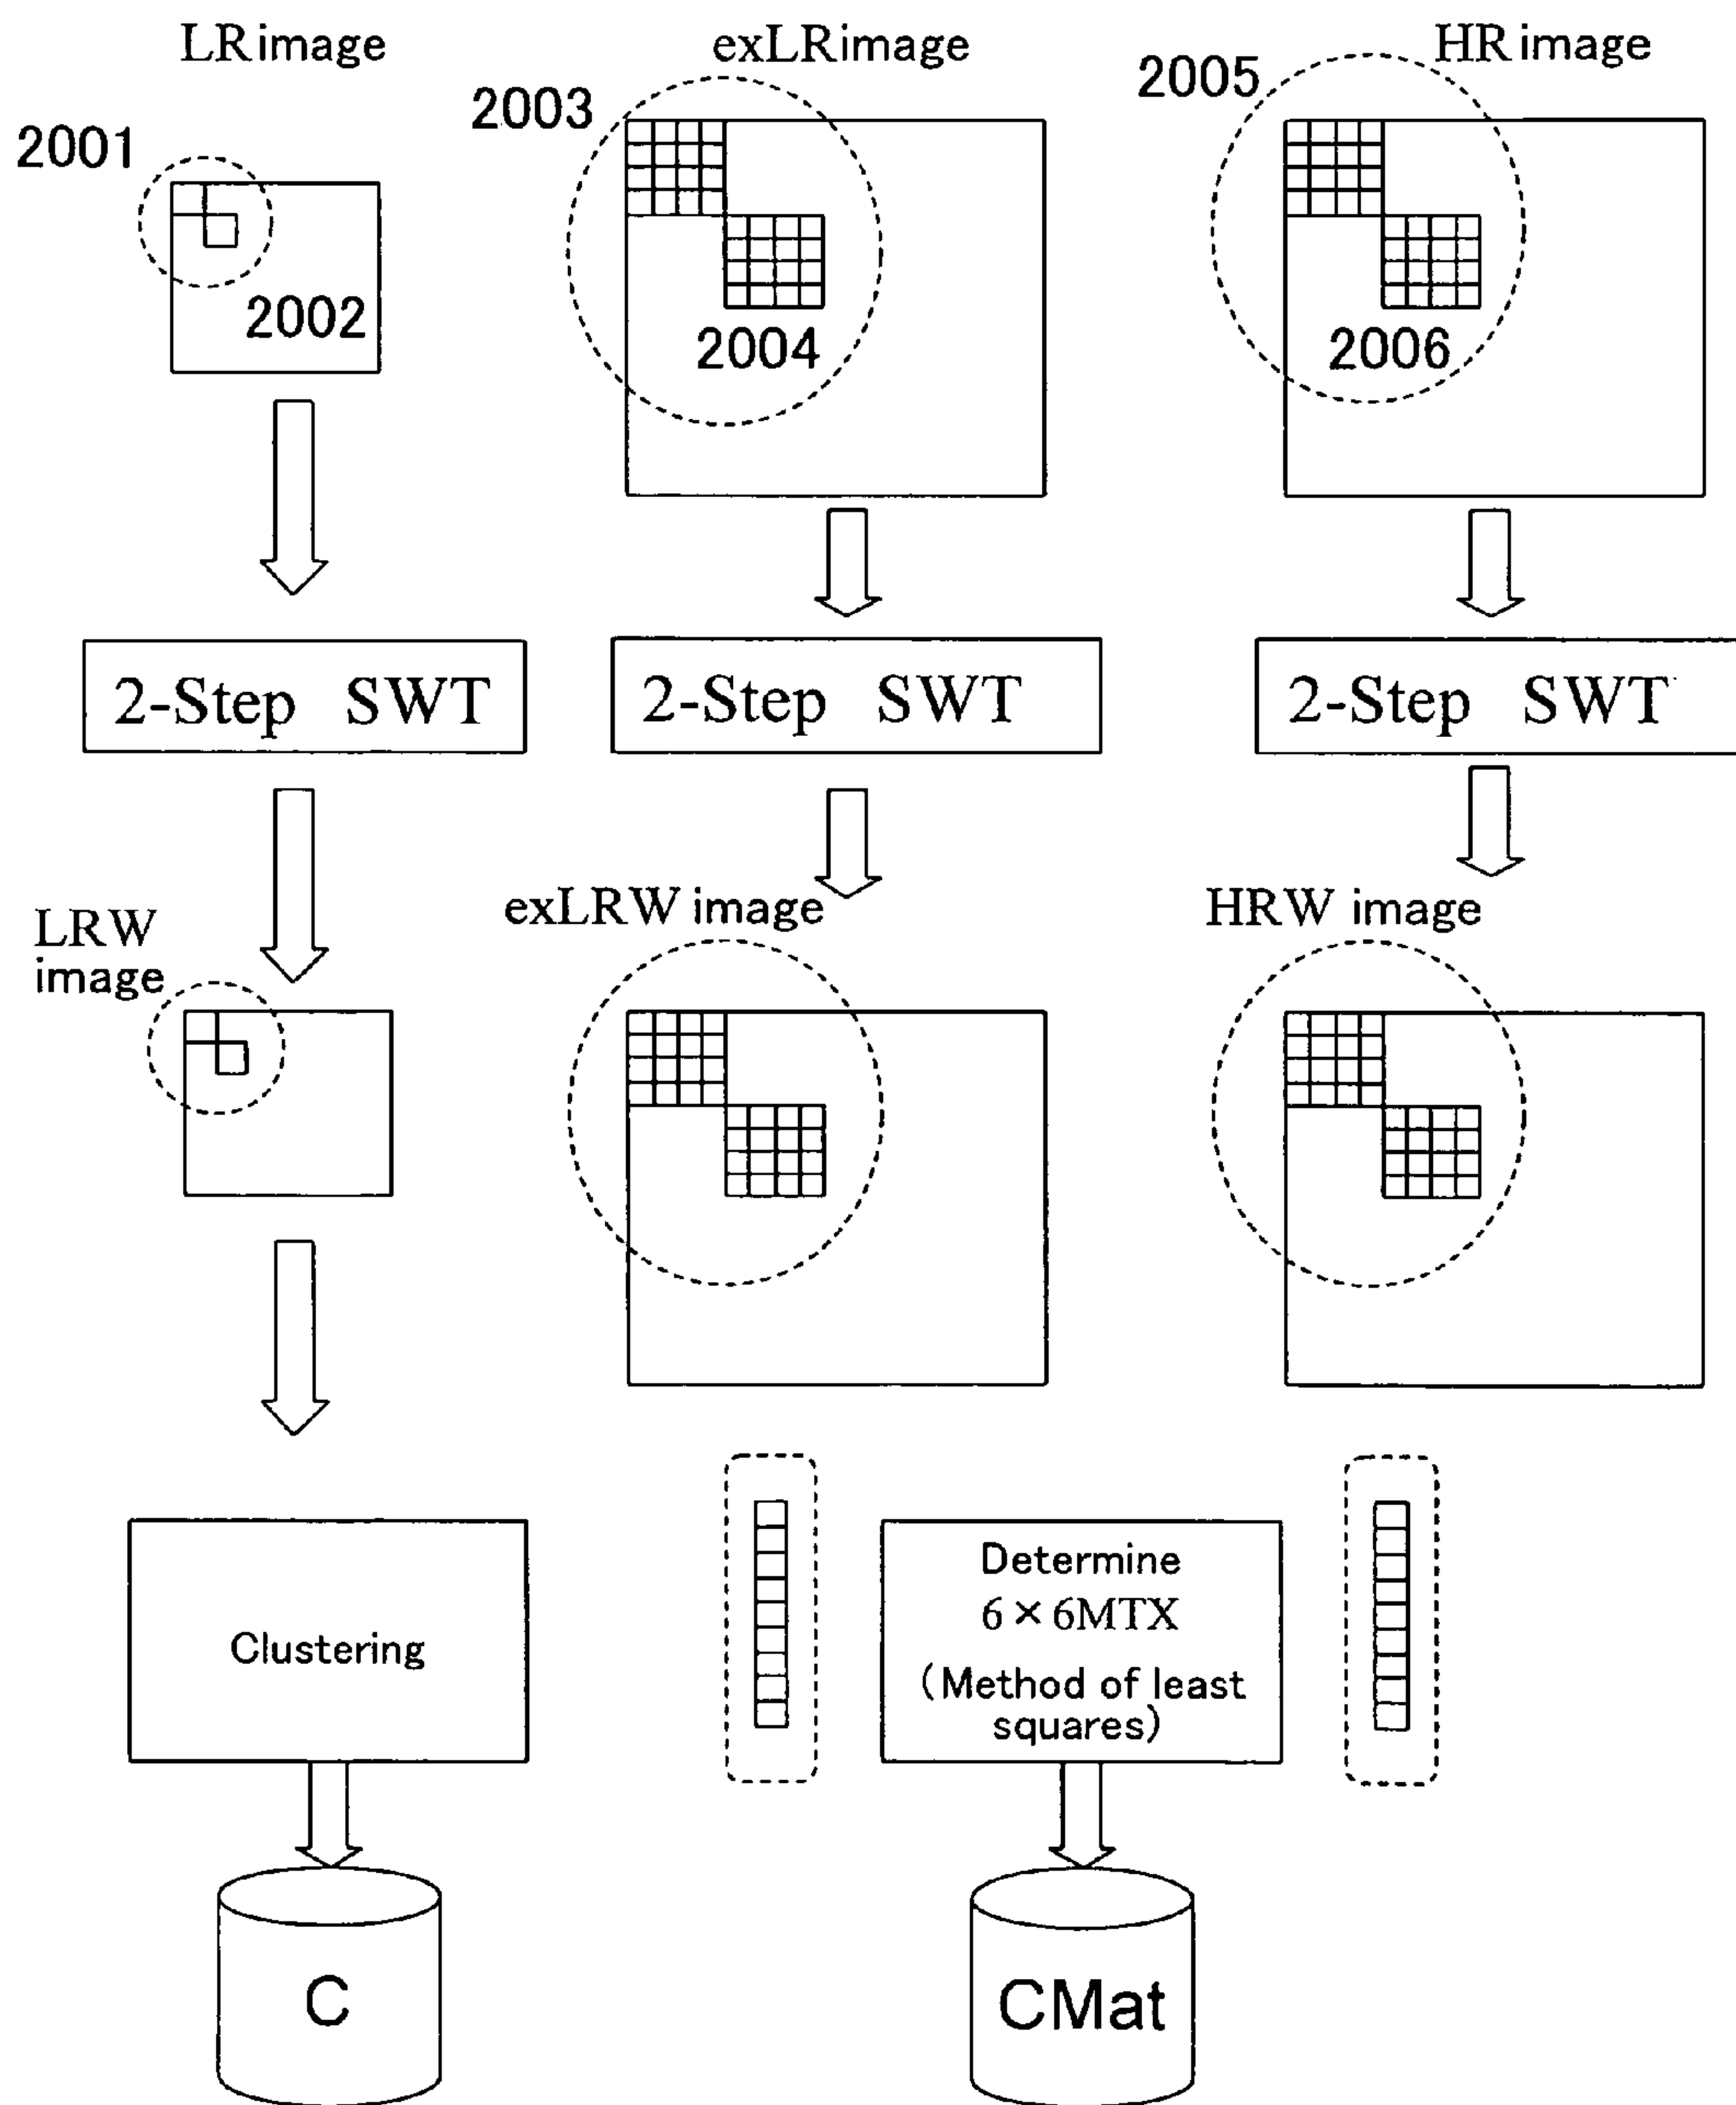 LR image
exLR image
HR image
2001
2003
2005
2002
2004
2006
2-Step SWT
2-Step SWT
2-Step SWT
LRW
image
exLRW image
HRW image
Clustering
Determine
6×6MTX
(Method of least
squares)
C
CMat